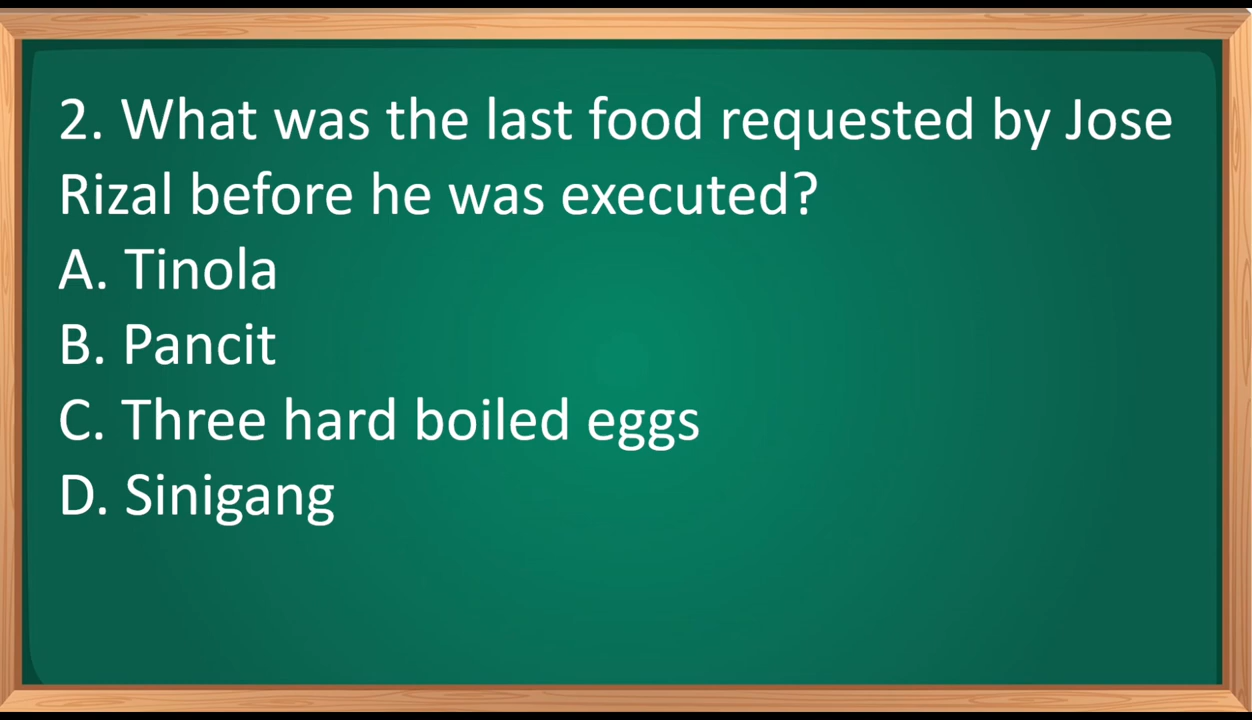 2. What was the last food requested by Jose
Rizal before he was executed?
A. Tinola
B. Pancit
C. Three hard boiled eggs
D. Sinigang